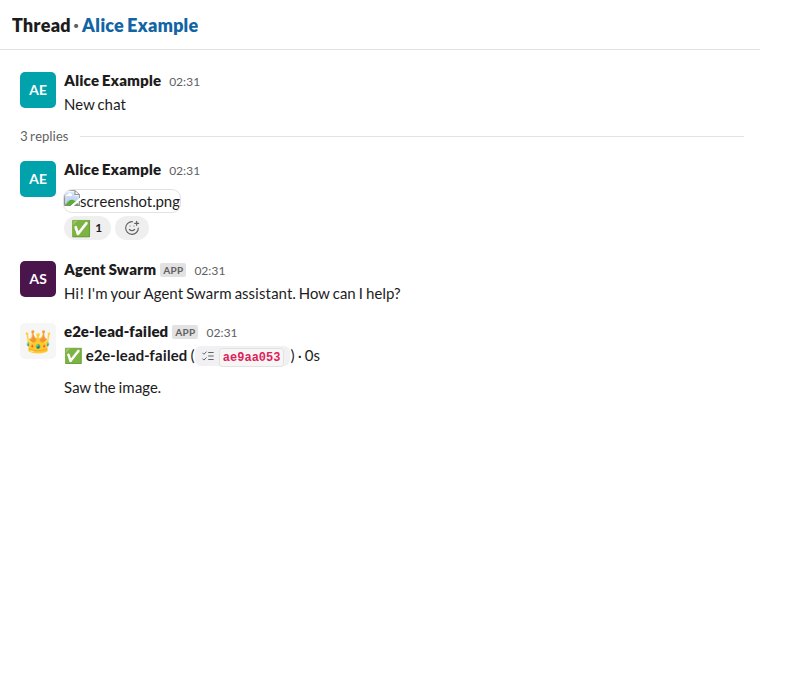 Thread • Alice Example
AE
Alice Example 02:31
New chat
3 replies
AE
Alice Example 02:31
screenshot.png
✅ 1
AS
Agent Swarm APP 02:31
Hi! I'm your Agent Swarm assistant. How can I help?
e2e-lead-failed APP 02:31
✅ e2e-lead-failed ( ae9aa053 ) · 0s
Saw the image.